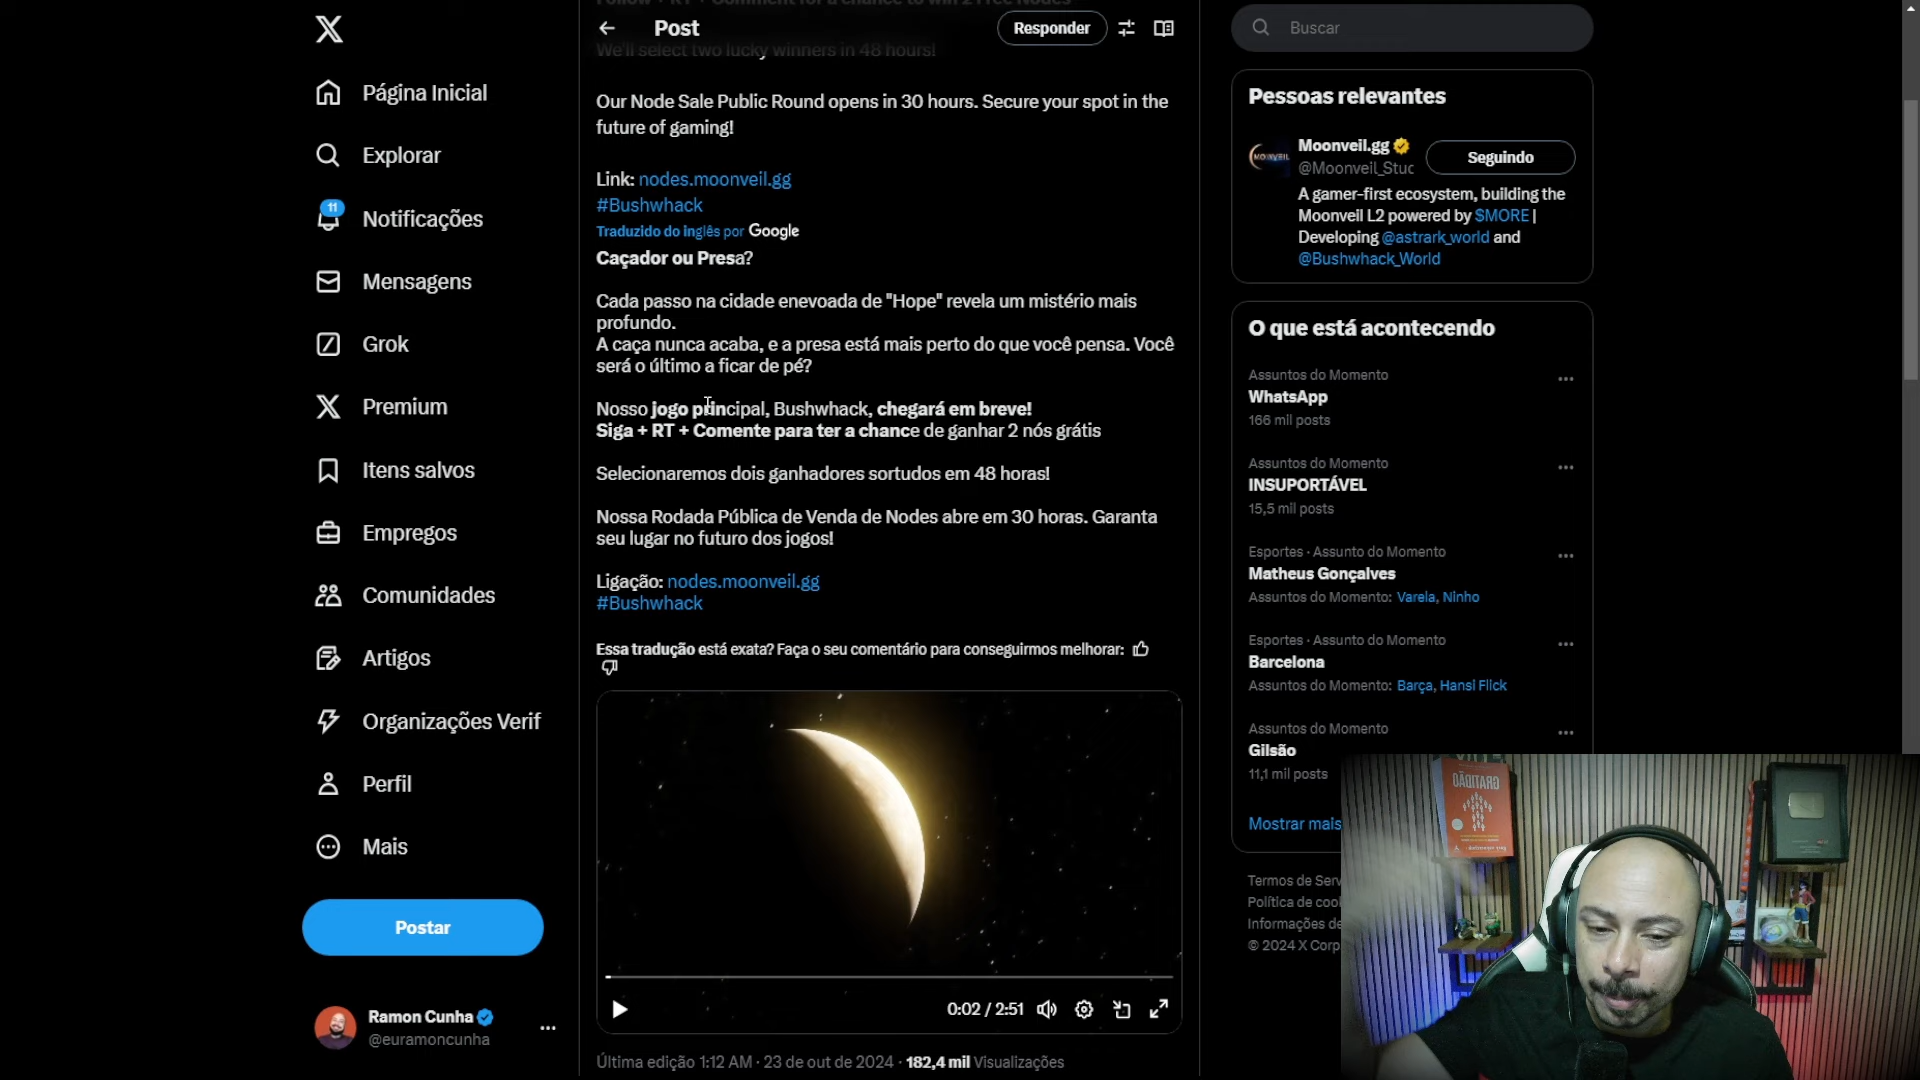 Post
Responder
We'll select two lucky winners in 48 hours!
Our Node Sale Public Round opens in 30 hours. Secure your spot in the
future of gaming!
Link: nodes.moonveil.gg
#Bushwhack
Traduzido do inglês por Google
Caçador ou Presa?
Cada passo na cidade enevoada de "Hope" revela um mistério mais
profundo.
A caça nunca acaba, e a presa está mais perto do que você pensa. Você
será o último a ficar de pé?
Nosso jogo principal, Bushwhack, chegará em breve!
Siga + RT + Comente para ter a chance de ganhar 2 nós grátis
Selecionaremos dois ganhadores sortudos em 48 horas!
Nossa Rodada Pública de Venda de Nodes abre em 30 horas. Garanta
seu lugar no futuro dos jogos!
Ligação: nodes.moonveil.gg
#Bushwhack
Essa tradução está exata? Faça o seu comentário para conseguirmos melhorar:
0:02 / 2:51
Última edição 1:12 AM · 23 de out de 2024 · 182,4 mil Visualizações
Página Inicial
Explorar
11
Notificações
Mensagens
Grok
Premium
Itens salvos
Empregos
Comunidades
Artigos
Organizações Verif
Perfil
Mais
Postar
Ramon Cunha
@euramoncunha
Buscar
Pessoas relevantes
MOONVEIL
Moonveil.gg
@Moonveil_Stuc
Seguindo
A gamer-first ecosystem, building the
Moonveil L2 powered by $MORE |
Developing @astrark_world and
@Bushwhack_World
O que está acontecendo
Assuntos do Momento
WhatsApp
166 mil posts
Assuntos do Momento
INSUPORTÁVEL
15,5 mil posts
Esportes · Assunto do Momento
Matheus Gonçalves
Assuntos do Momento: Varela, Ninho
Esportes · Assunto do Momento
Barcelona
Assuntos do Momento: Barça, Hansi Flick
Assuntos do Momento
Gilsão
11,1 mil posts
Mostrar mais
Termos de Serv
Política de cook
Informações de
© 2024 X Corp
GRATIDÃO